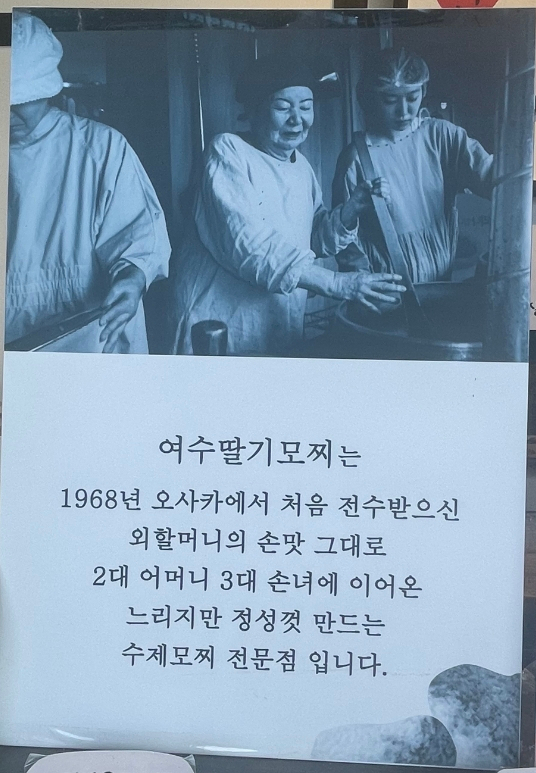 여수딸기모찌는
1968년 오사카에서 처음 전수받으신
외할머니의 손맛 그대로
2대 어머니 3대 손녀에 이어온
느리지만 정성껏 만드는
수제모찌 전문점 입니다.